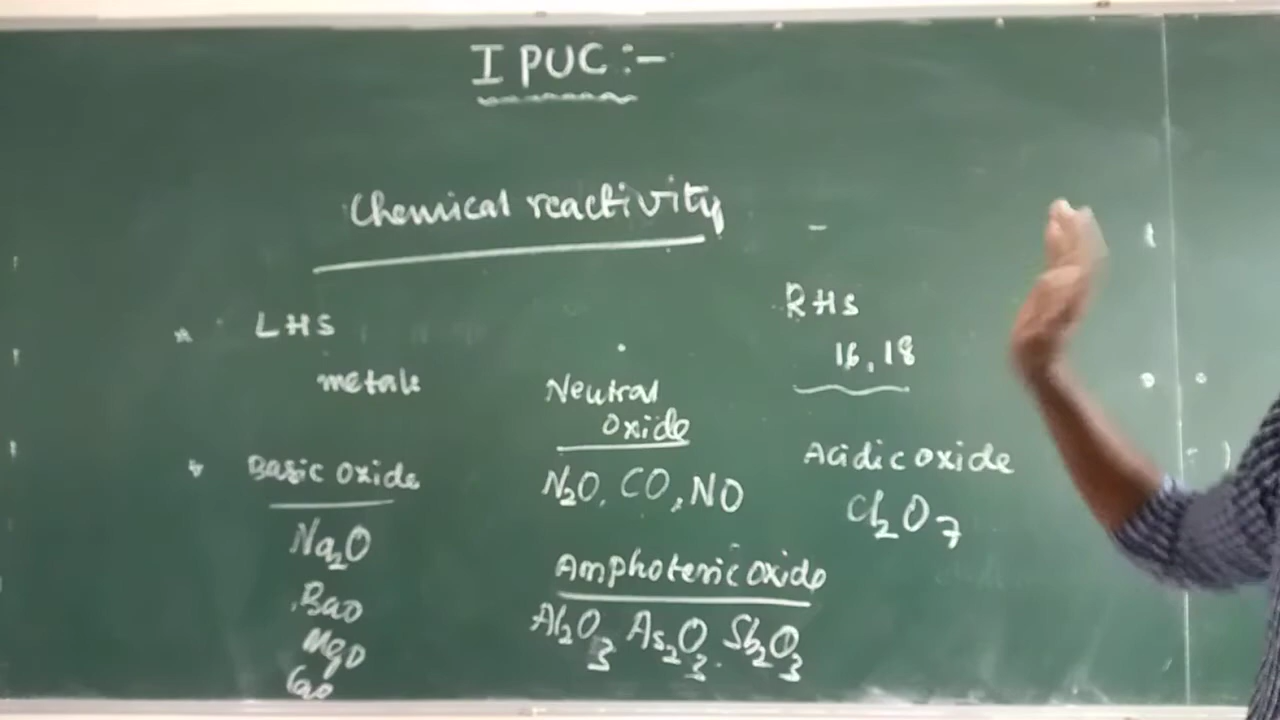 I PUC :-
Chemical reactivity
* LHS
metals
RHS
16, 18
Neutral
Oxide
N₂O, CO, NO
Acidic oxide
Cl₂O₇
* Basic oxide
Na₂O
BaO
MgO
CaO
Amphoteric oxide
Al₂O₃ As₂O₃. Sb₂O₃